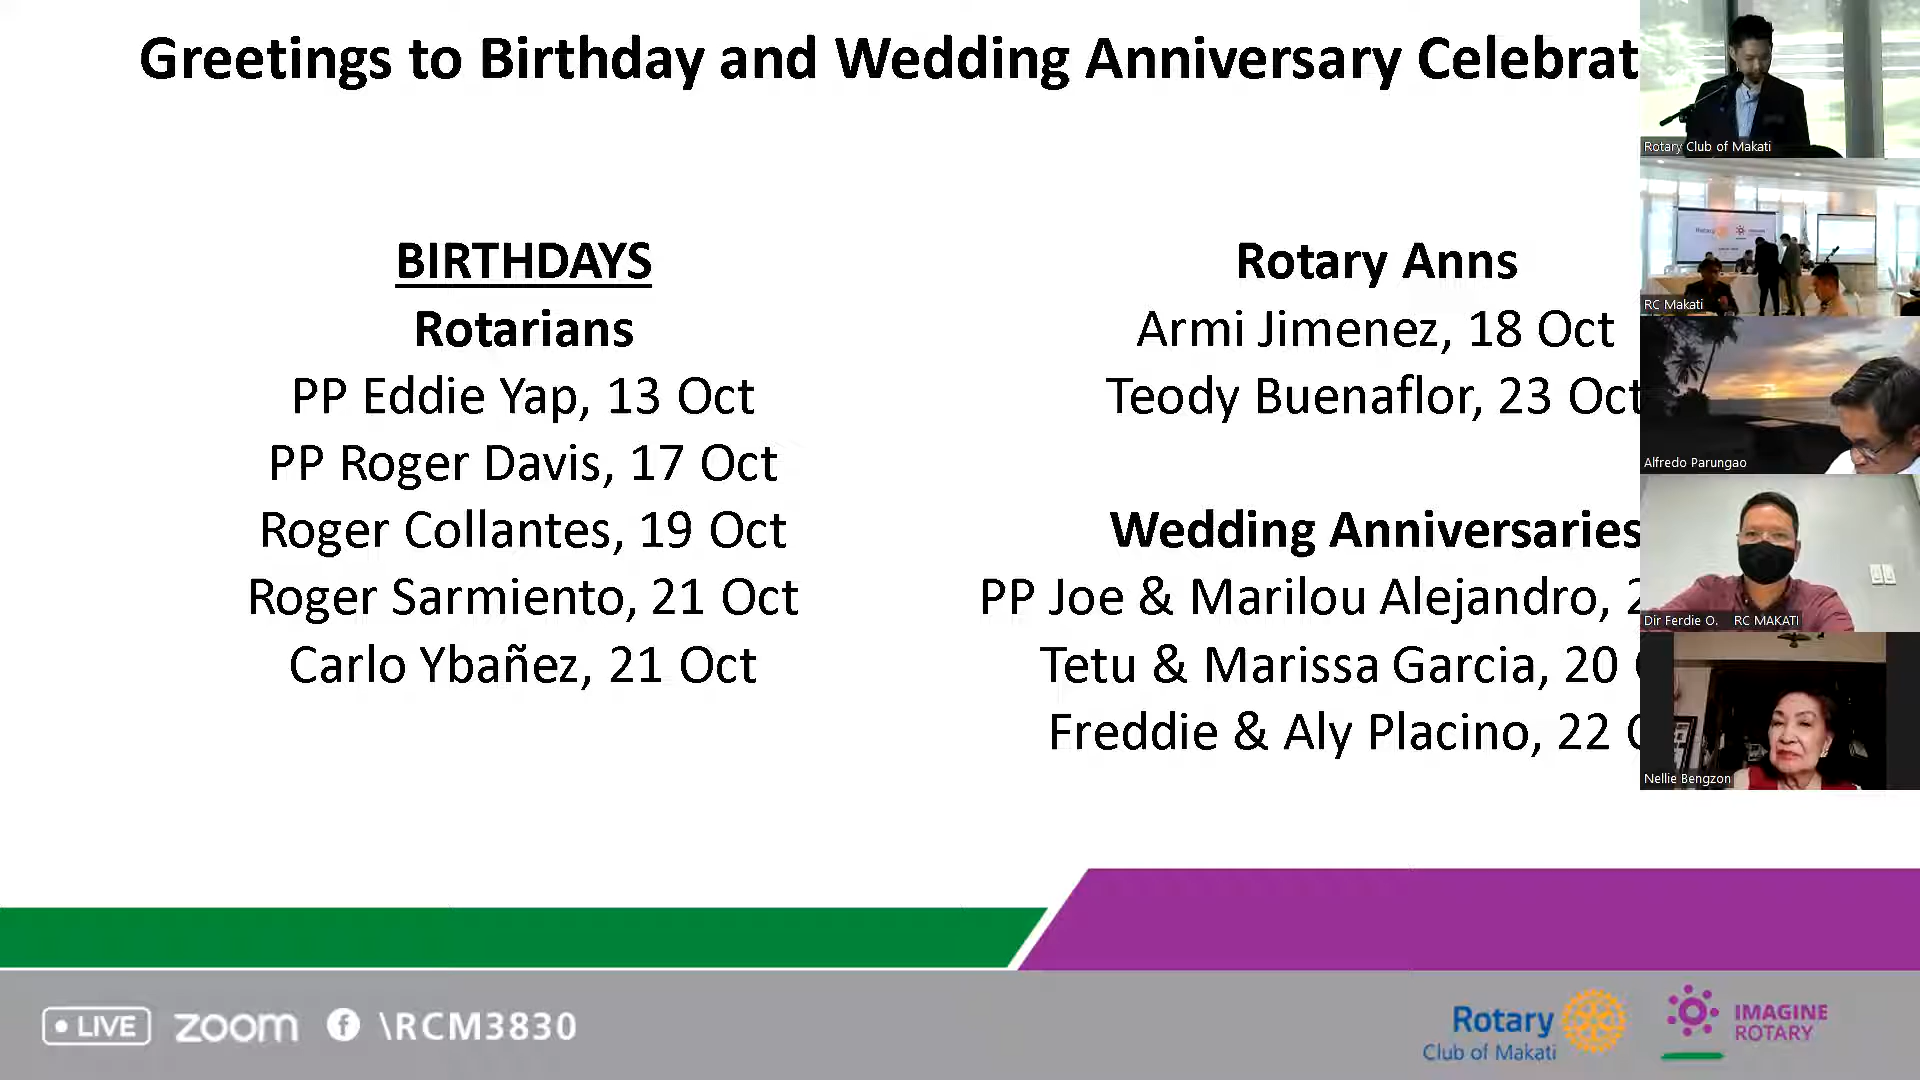 Greetings to Birthday and Wedding Anniversary Celebrat
BIRTHDAYS
Rotarians
PP Eddie Yap, 13 Oct
PP Roger Davis, 17 Oct
Roger Collantes, 19 Oct
Roger Sarmiento, 21 Oct
Carlo Ybañez, 21 Oct
Rotary Anns
Armi Jimenez, 18 Oct
Teody Buenaflor, 23 Oct
Wedding Anniversaries
PP Joe & Marilou Alejandro,
Tetu & Marissa Garcia, 20
Freddie & Aly Placino, 22
Rotary Club of Makati
RC Makati
Alfredo Parungao
Dir Ferdie O. RC MAKATI
Nellie Bengzon
LIVE zoom \RCM3830
Rotary
Club of Makati
IMAGINE
ROTARY